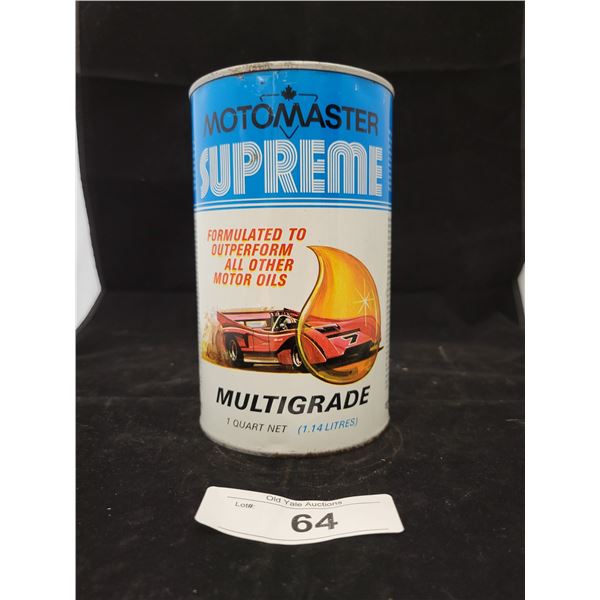 MOTOMASTER
SUPREME
FORMULATED TO
OUTPERFORM
ALL OTHER
MOTOR OILS
7
MULTIGRADE
1 QUART NET (1.14 LITRES)
Old Yale Auctions
Lot#: 64